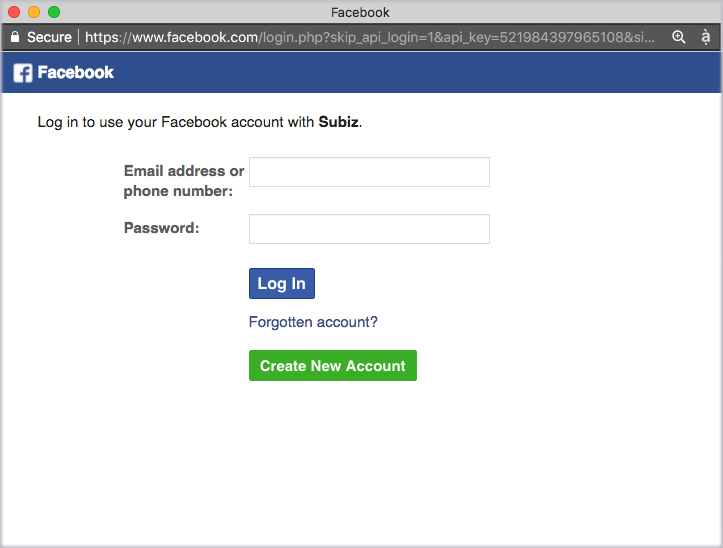 Facebook
Secure | https://www.facebook.com/login.php?skip_api_login=1&api_key=521984397965108&si...
Facebook
Log in to use your Facebook account with Subiz.
Email address or
phone number:
Password:
Log In
Forgotten account?
Create New Account